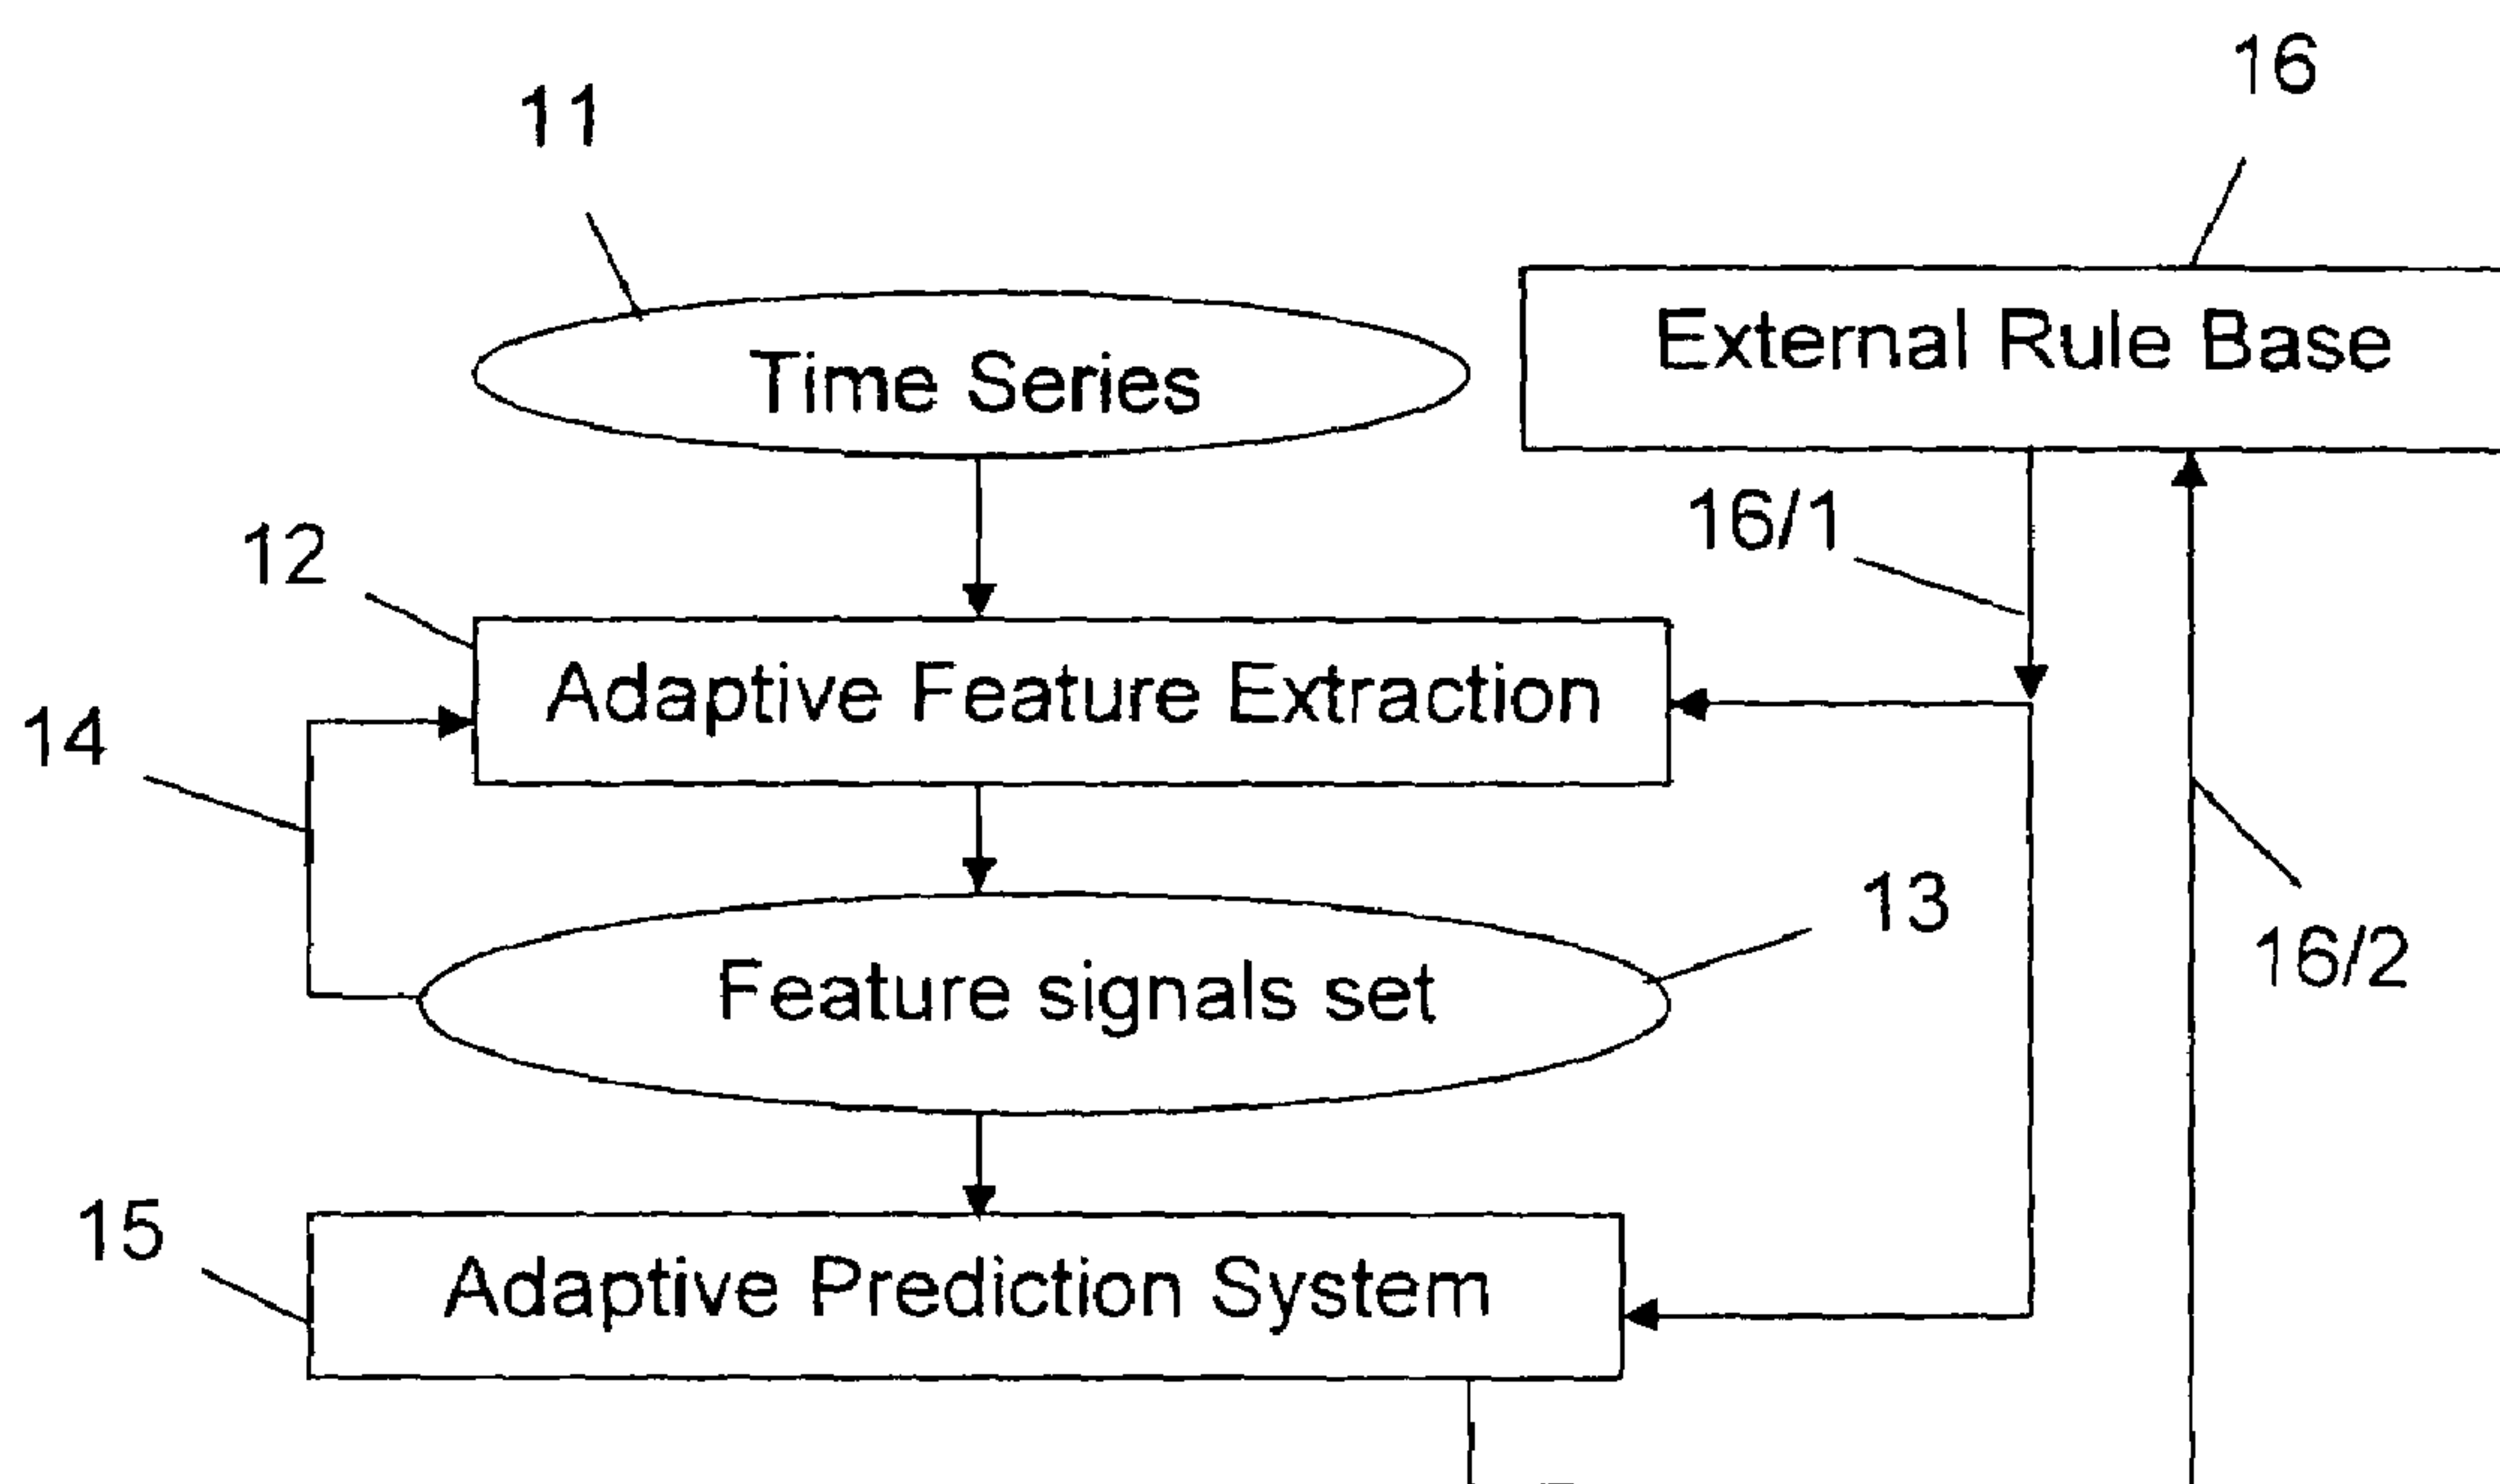 16
11
External Rule Base
Time Series
16/1
12
Adaptive Feature Extraction
14
13
16/2
Feature signals set
15
Adaptive Prediction System